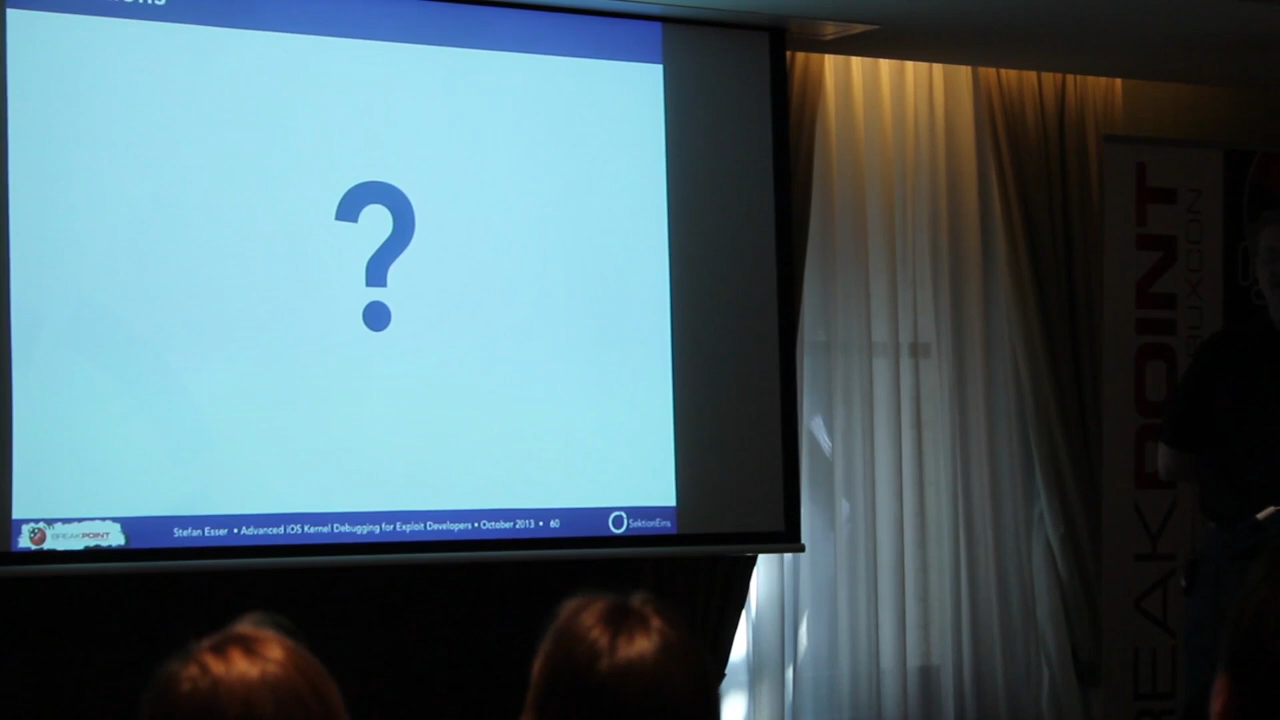 ?
BREAKPOINT
Stefan Esser • Advanced iOS Kernel Debugging for Exploit Developers • October 2013 • 60
SektionEins
BREAKPOINT